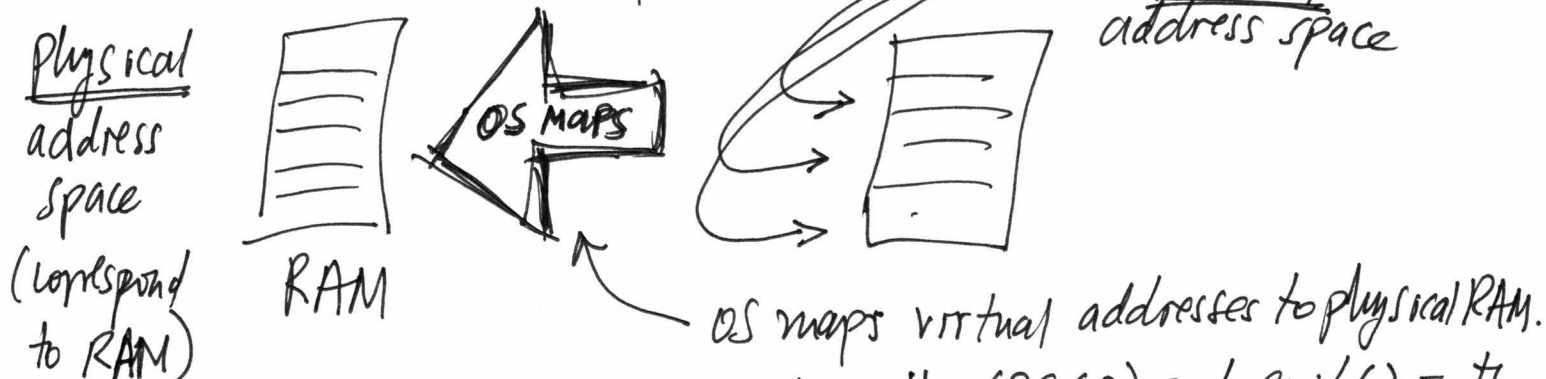 physical
address
space
(correspond
to RAM)
RAM
OS MAPS
address space
OS maps virtual addresses to physical RAM.